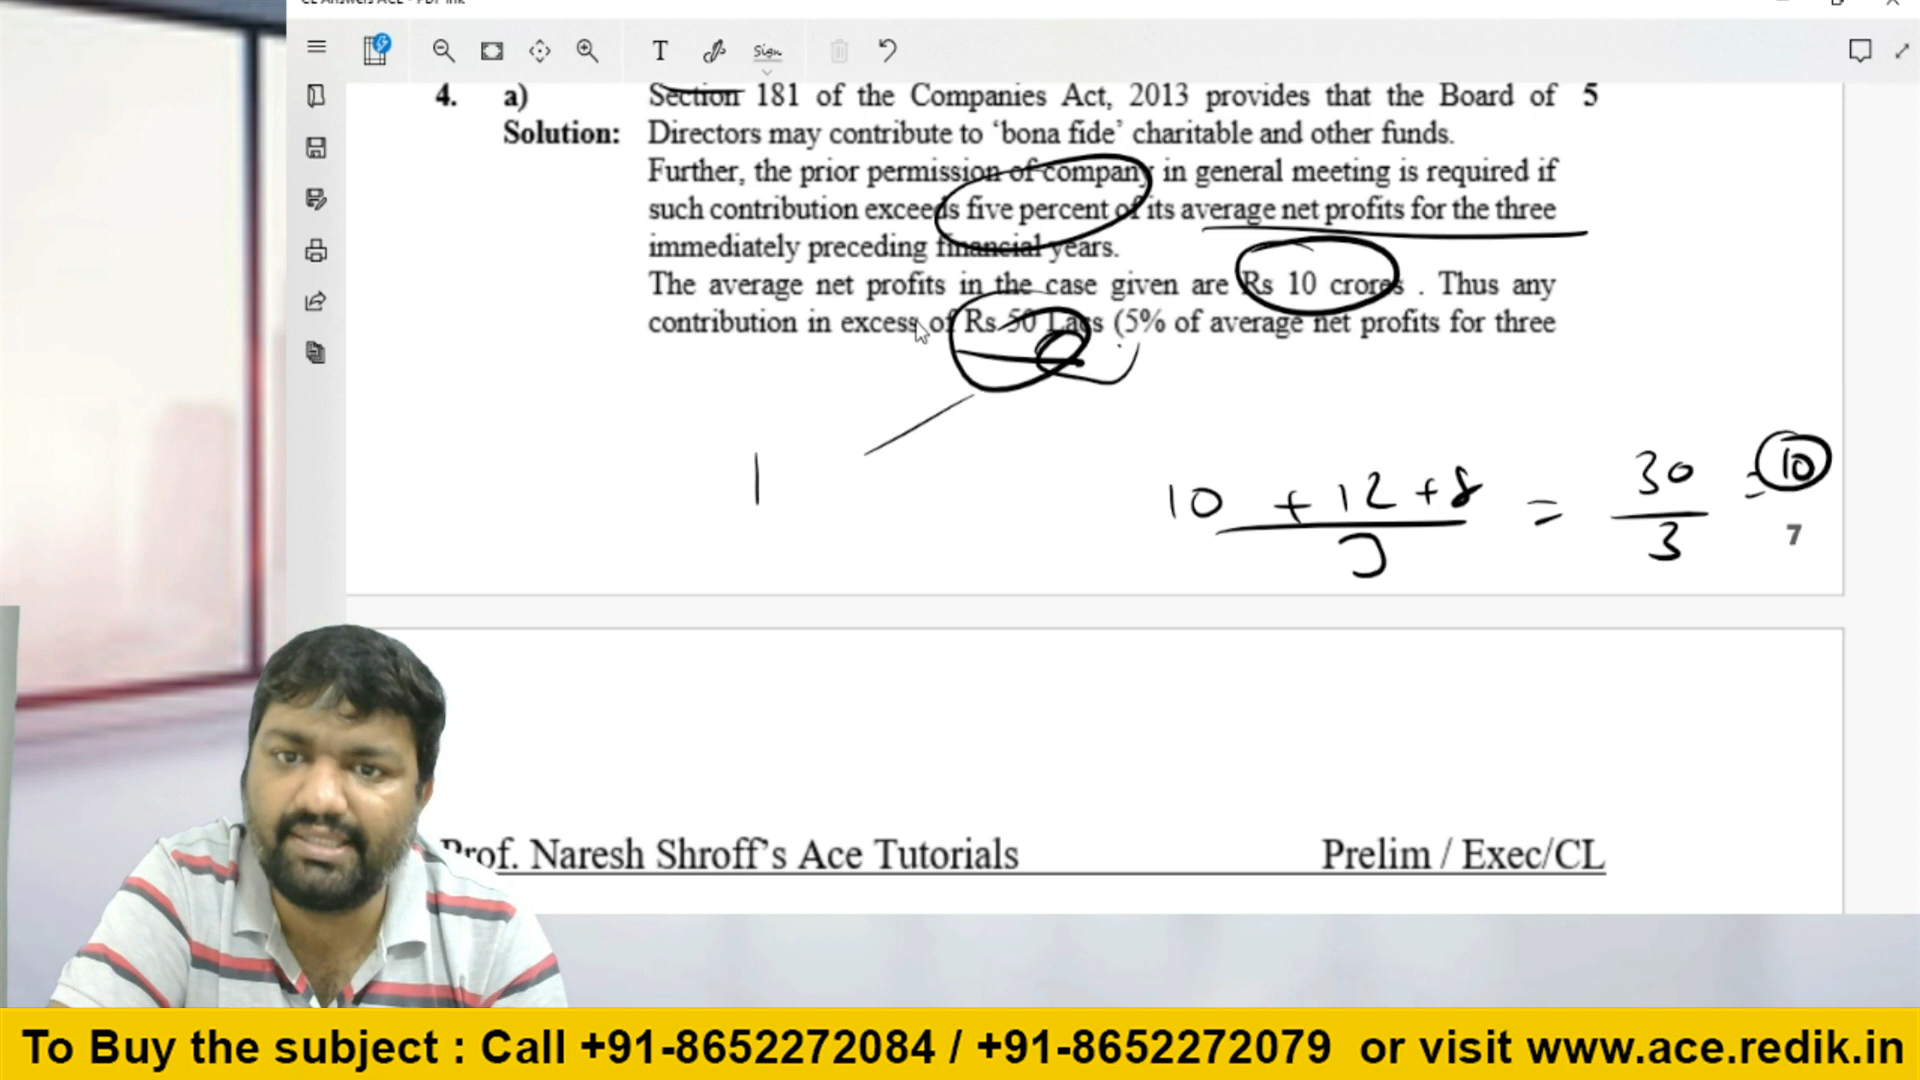 4. a) Section 181 of the Companies Act, 2013 provides that the Board of 5
Solution: Directors may contribute to ‘bona fide’ charitable and other funds.
Further, the prior permission of company in general meeting is required if
such contribution exceeds five percent of its average net profits for the three
immediately preceding financial years.
The average net profits in the case given are Rs 10 crores . Thus any
contribution in excess of Rs 50 Lacs (5% of average net profits for three
10 + 12 + 8 = 30 = 10
3 3
7
Prof. Naresh Shroff’s Ace Tutorials Prelim / Exec/CL
To Buy the subject : Call +91-8652272084 / +91-8652272079 or visit www.ace.redik.in